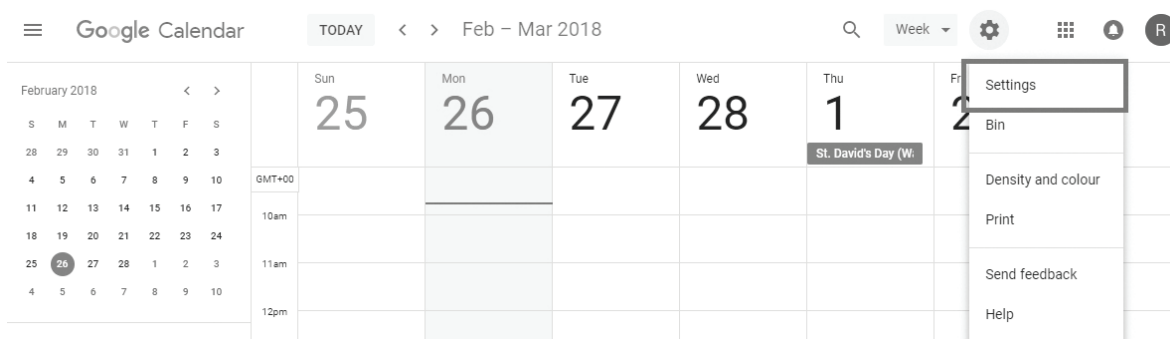 Google Calendar
TODAY
Feb – Mar 2018
Week
R
February 2018
S M T W T F S
28 29 30 31 1 2 3
4 5 6 7 8 9 10
11 12 13 14 15 16 17
18 19 20 21 22 23 24
25 26 27 28 1 2 3
4 5 6 7 8 9 10
Sun
25
Mon
26
Tue
27
Wed
28
Thu
1
Fr
2
St. David's Day (W
GMT+00
10am
11am
12pm
Settings
Bin
Density and colour
Print
Send feedback
Help